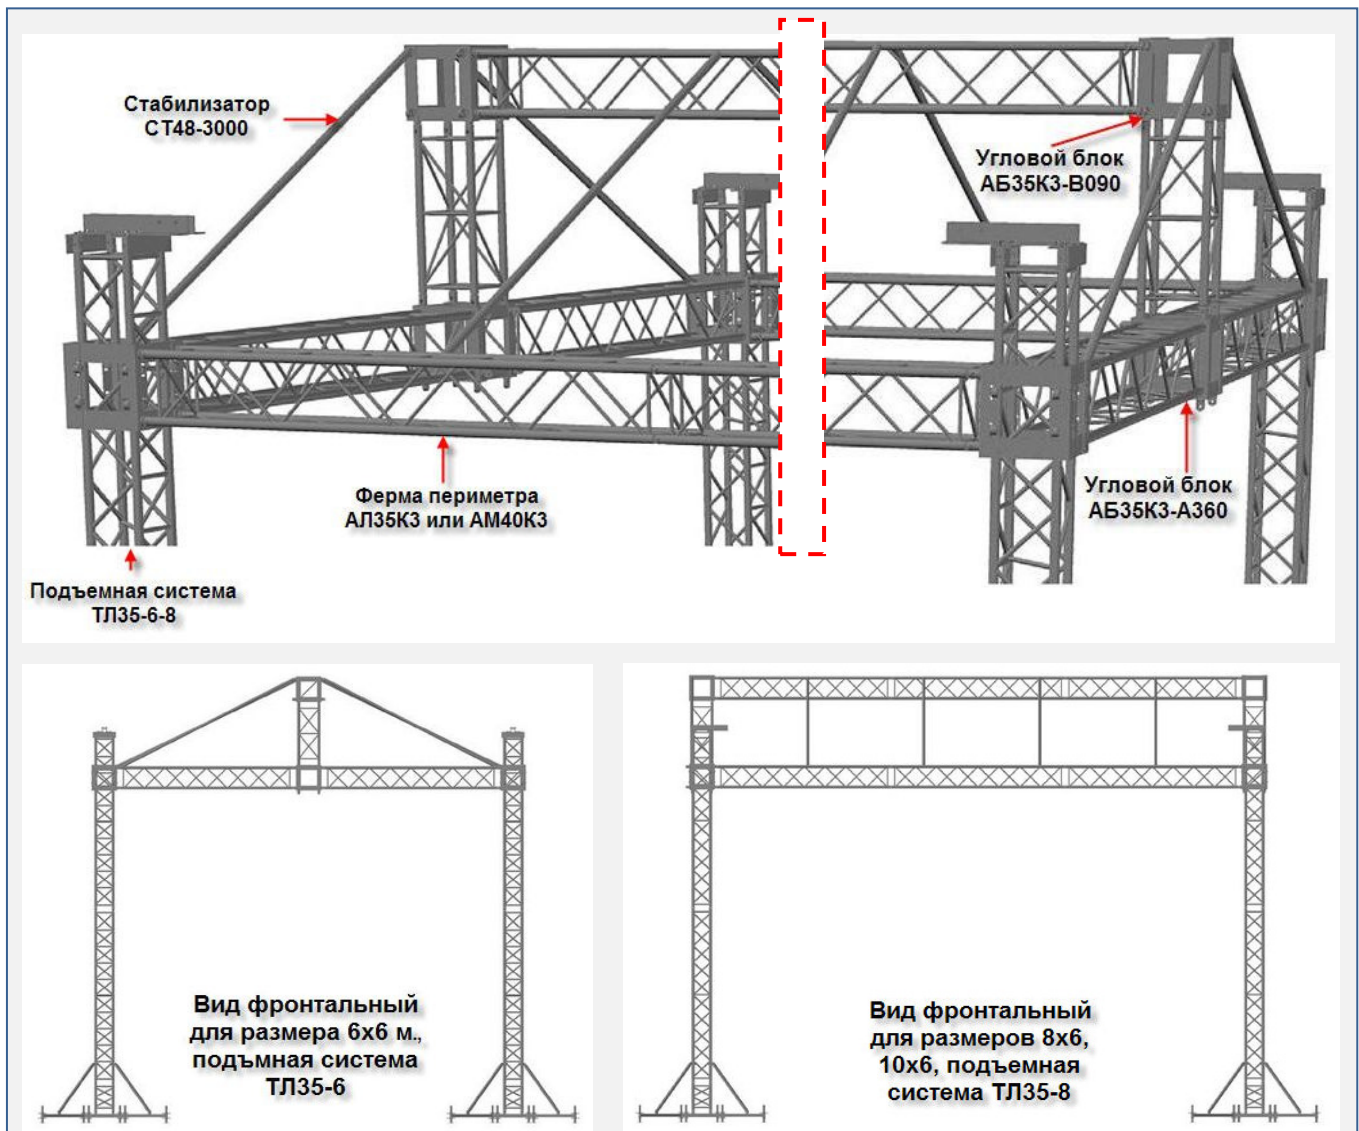 Стабилизатор
СТ48-3000
Угловой блок
АБ35К3-В090
Ферма периметра
АЛ35К3 или АМ40К3
Угловой блок
АБ35К3-А360
Подъемная система
ТЛ35-6-8
Вид фронтальный
для размера 6х6 м.,
подъмная система
ТЛ35-6
Вид фронтальный
для размеров 8х6,
10х6, подъемная
система ТЛ35-8